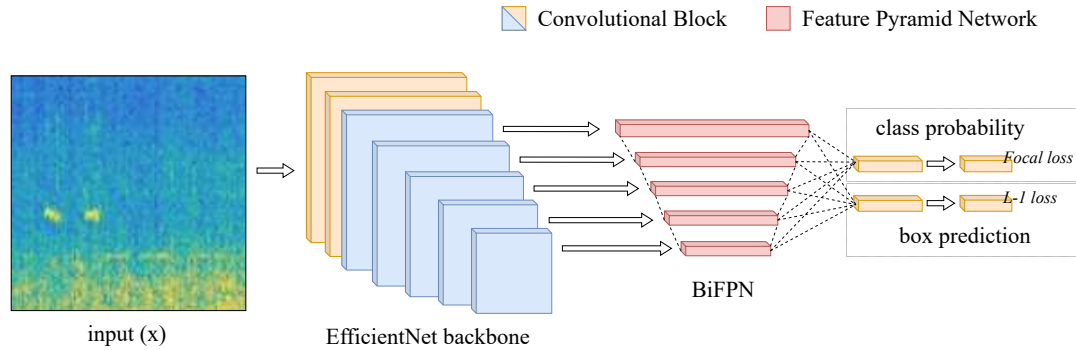 Convolutional Block
Feature Pyramid Network
class probability
Focal loss
L-1 loss
box prediction
BiFPN
input (x)
EfficientNet backbone